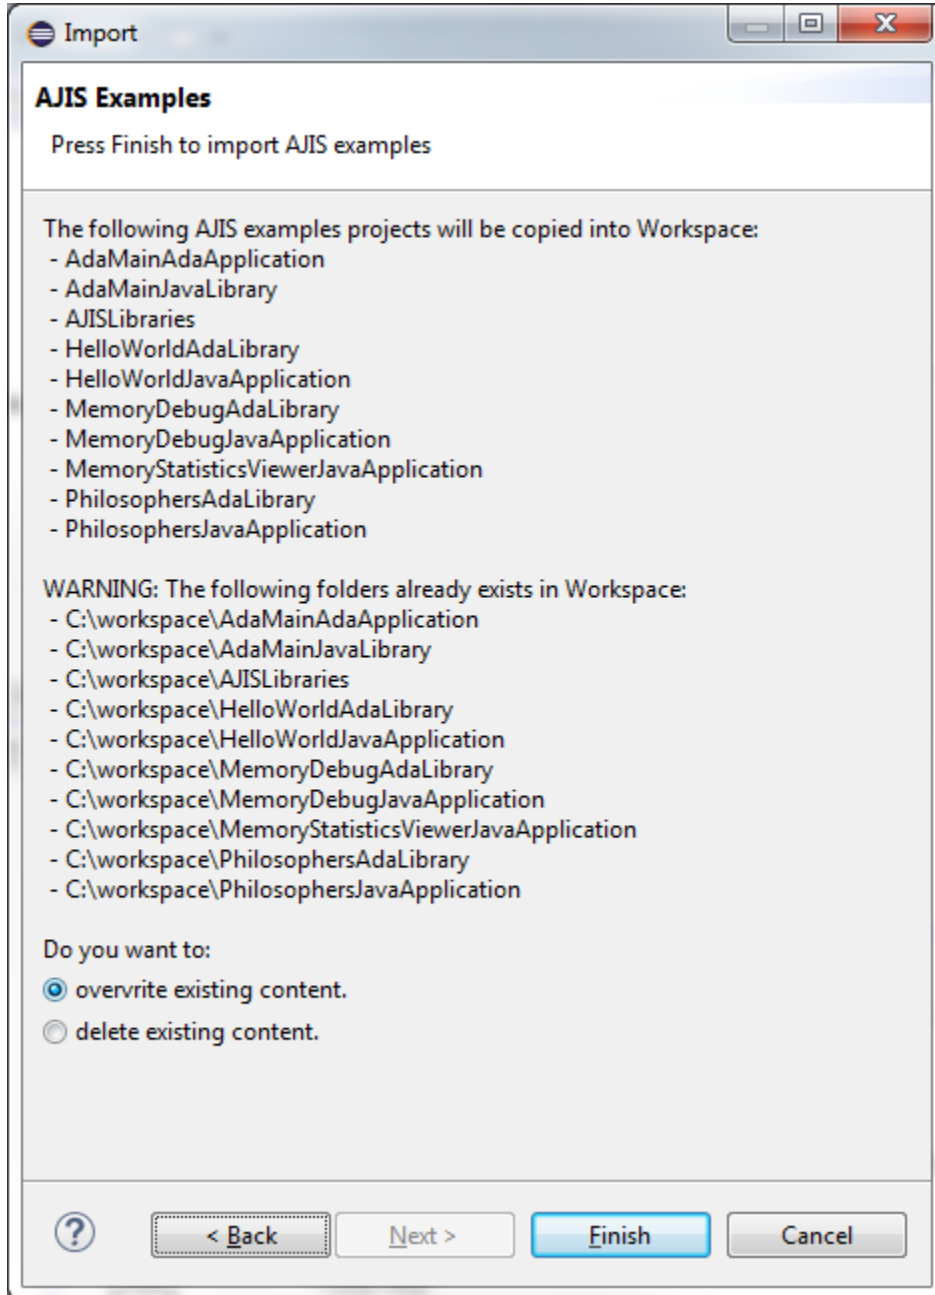 Import
AJIS Examples
Press Finish to import AJIS examples
The following AJIS examples projects will be copied into Workspace:
- AdaMainAdaApplication
- AdaMainJavaLibrary
- AJISLibraries
- HelloWorldAdaLibrary
- HelloWorldJavaApplication
- MemoryDebugAdaLibrary
- MemoryDebugJavaApplication
- MemoryStatisticsViewerJavaApplication
- PhilosophersAdaLibrary
- PhilosophersJavaApplication
WARNING: The following folders already exists in Workspace:
- C:\workspace\AdaMainAdaApplication
- C:\workspace\AdaMainJavaLibrary
- C:\workspace\AJISLibraries
- C:\workspace\HelloWorldAdaLibrary
- C:\workspace\HelloWorldJavaApplication
- C:\workspace\MemoryDebugAdaLibrary
- C:\workspace\MemoryDebugJavaApplication
- C:\workspace\MemoryStatisticsViewerJavaApplication
- C:\workspace\PhilosophersAdaLibrary
- C:\workspace\PhilosophersJavaApplication
Do you want to:
overvrite existing content.
delete existing content.
? < Back Next > Finish Cancel